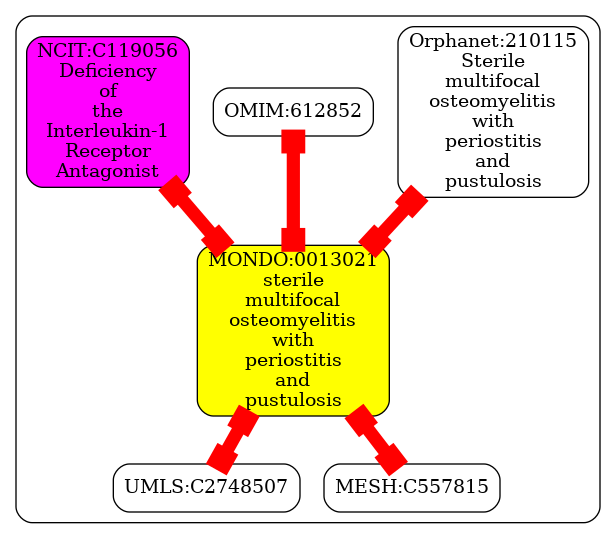 NCIT:C119056
Deficiency
of
the
Interleukin-1
Receptor
Antagonist
OMIM:612852
Orphanet:210115
Sterile
multifocal
osteomyelitis
with
periostitis
and
pustulosis
MONDO:0013021
sterile
multifocal
osteomyelitis
with
periostitis
and
pustulosis
UMLS:C2748507
MESH:C557815